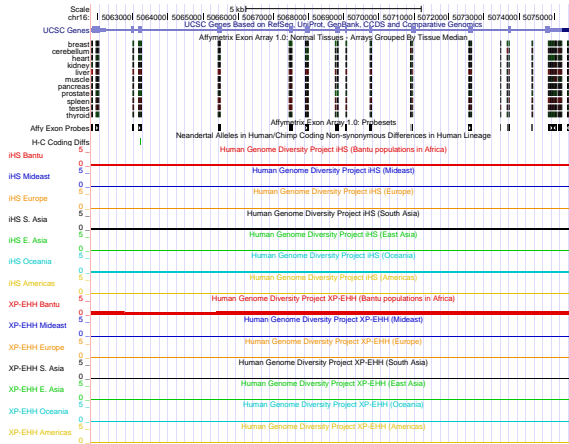 Scale 5 kb
chr16: 5063000 5064000 5065000 5066000 5067000 5068000 5069000 5070000 5071000 5072000 5073000 5074000 5075000
UCSC Genes Based on RefSeq, UniProt, GenBank, CCDS and Comparative Genomics
UCSC Genes
Affymetrix Exon Array 1.0: Normal Tissues - Arrays Grouped By Tissue Median
breast
cerebellum
heart
kidney
liver
muscle
pancreas
prostate
spleen
testes
thyroid
Affymetrix Exon Array 1.0: Probesets
Affy Exon Probes
Neandertal Alleles in Human/Chimp Coding Non-synonymous Differences in Human Lineage
H-C Coding Diffs
Human Genome Diversity Project iHS (Bantu populations in Africa)
5
iHS Bantu
0
Human Genome Diversity Project iHS (Mideast)
5
iHS Mideast
0
Human Genome Diversity Project iHS (Europe)
5
iHS Europe
0
Human Genome Diversity Project iHS (South Asia)
5
iHS S. Asia
0
Human Genome Diversity Project iHS (East Asia)
5
iHS E. Asia
0
Human Genome Diversity Project iHS (Oceania)
5
iHS Oceania
0
Human Genome Diversity Project iHS (Americas)
5
iHS Americas
0
Human Genome Diversity Project XP-EHH (Bantu populations in Africa)
5
XP-EHH Bantu
0
Human Genome Diversity Project XP-EHH (Mideast)
5
XP-EHH Mideast
0
Human Genome Diversity Project XP-EHH (Europe)
5
XP-EHH Europe
0
Human Genome Diversity Project XP-EHH (South Asia)
5
XP-EHH S. Asia
0
Human Genome Diversity Project XP-EHH (East Asia)
5
XP-EHH E. Asia
0
Human Genome Diversity Project XP-EHH (Oceania)
5
XP-EHH Oceania
0
Human Genome Diversity Project XP-EHH (Americas)
5
XP-EHH Americas
0